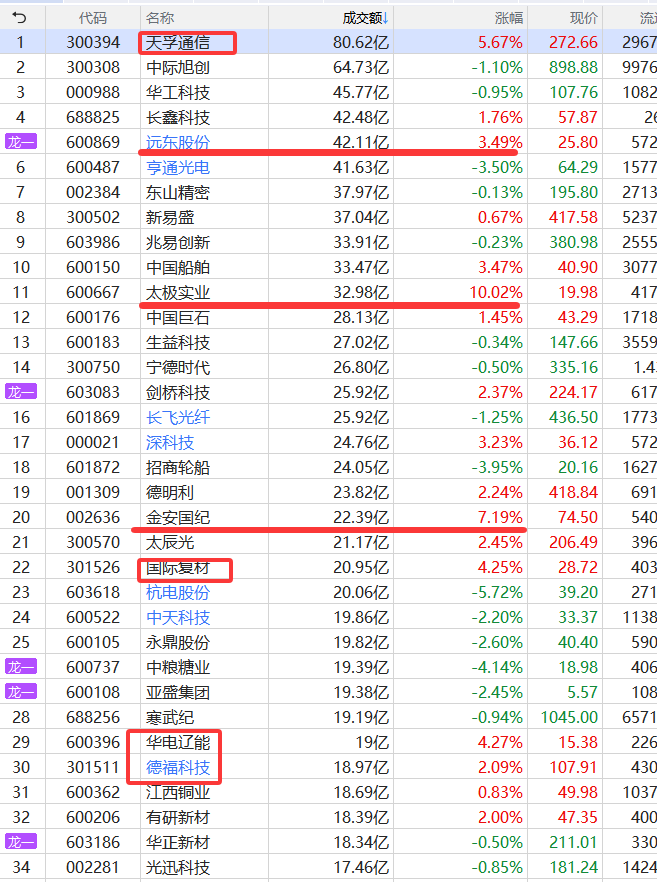 代码 名称 成交额↓ 涨幅 现价 流
1 300394 天孚通信 80.62亿 5.67% 272.66 2967
2 300308 中际旭创 64.73亿 -1.10% 898.88 9976
3 000988 华工科技 45.77亿 -0.95% 107.76 1082
4 688825 长鑫科技 42.48亿 1.76% 57.87 26
龙一 600869 远东股份 42.11亿 3.49% 25.80 572
6 600487 亨通光电 41.63亿 -3.50% 64.29 1577
7 002384 东山精密 37.97亿 -0.13% 195.80 2713
8 300502 新易盛 37.04亿 0.67% 417.58 5237
9 603986 兆易创新 33.91亿 -0.23% 380.98 2555
10 600150 中国船舶 33.47亿 3.47% 40.90 3077
11 600667 太极实业 32.98亿 10.02% 19.98 417
12 600176 中国巨石 28.13亿 1.45% 43.29 1718
13 600183 生益科技 27.02亿 -0.34% 147.66 3559
14 300750 宁德时代 26.80亿 -0.50% 335.16 1.4
龙一 603083 剑桥科技 25.92亿 2.37% 224.17 617
16 601869 长飞光纤 25.92亿 -1.25% 436.50 1773
17 000021 深科技 24.76亿 3.23% 36.12 572
18 601872 招商轮船 24.05亿 -3.95% 20.16 1627
19 001309 德明利 23.82亿 2.24% 418.84 691
20 002636 金安国纪 22.39亿 7.19% 74.50 540
21 300570 太辰光 21.17亿 2.45% 206.49 396
22 301526 国际复材 20.95亿 4.25% 28.72 403
23 603618 杭电股份 20.06亿 -5.72% 39.20 271
24 600522 中天科技 19.86亿 -2.20% 33.37 1138
25 600105 永鼎股份 19.82亿 -2.60% 40.40 590
龙一 600737 中粮糖业 19.39亿 -4.14% 18.98 406
龙一 600108 亚盛集团 19.38亿 -2.45% 5.57 108
28 688256 寒武纪 19.19亿 -0.94% 1045.00 6571
29 600396 华电辽能 19亿 4.27% 15.38 226
30 301511 德福科技 18.97亿 2.09% 107.91 430
31 600362 江西铜业 18.69亿 0.83% 49.98 1037
32 600206 有研新材 18.39亿 2.00% 47.35 400
龙一 603186 华正新材 18.34亿 -0.50% 211.01 330
34 002281 光迅科技 17.46亿 -0.85% 181.24 1424